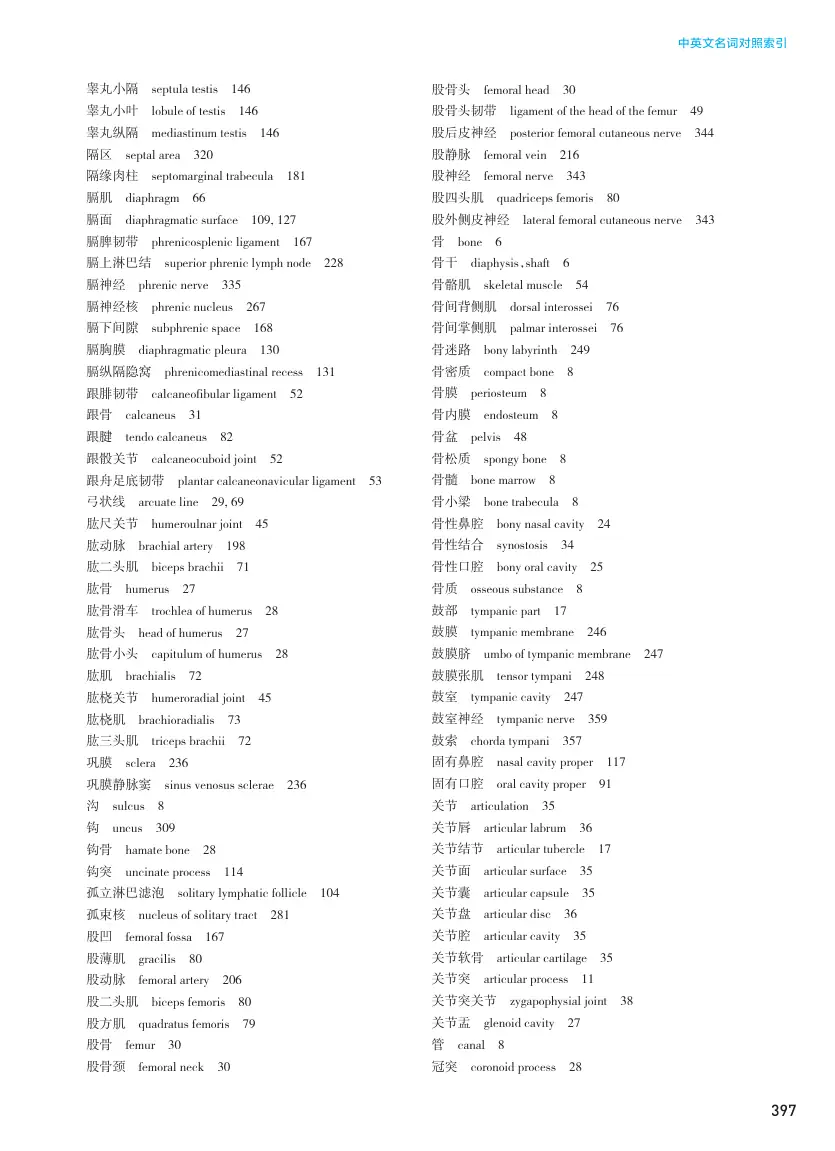 中英文名词对照索引
睾丸小隔 septula testis 146
睾丸小叶 lobule of testis 146
睾丸纵隔 mediastinum testis 146
隔区 septal area 320
隔缘肉柱 septomarginal trabecula 181
膈肌 diaphragm 66
膈面 diaphragmatic surface 109, 127
膈脾韧带 phrenicosplenic ligament 167
膈上淋巴结 superior phrenic lymph node 228
膈神经 phrenic nerve 335
膈神经核 phrenic nucleus 267
膈下间隙 subphrenic space 168
膈胸膜 diaphragmatic pleura 130
膈纵隔隐窝 phrenicomediastinal recess 131
跟腓韧带 calcaneofibular ligament 52
跟骨 calcaneus 31
跟腱 tendo calcaneus 82
跟骰关节 calcaneocuboid joint 52
跟舟足底韧带 plantar calcaneonavicular ligament 53
弓状线 arcuate line 29, 69
肱尺关节 humeroulnar joint 45
肱动脉 brachial artery 198
肱二头肌 biceps brachii 71
肱骨 humerus 27
肱骨滑车 trochlea of humerus 28
肱骨头 head of humerus 27
肱骨小头 capitulum of humerus 28
肱肌 brachialis 72
肱桡关节 humeroradial joint 45
肱桡肌 brachioradialis 73
肱三头肌 triceps brachii 72
巩膜 sclera 236
巩膜静脉窦 sinus venosus sclerae 236
沟 sulcus 8
钩 uncus 309
钩骨 hamate bone 28
钩突 uncinate process 114
孤立淋巴滤泡 solitary lymphatic follicle 104
孤束核 nucleus of solitary tract 281
股凹 femoral fossa 167
股薄肌 gracilis 80
股动脉 femoral artery 206
股二头肌 biceps femoris 80
股方肌 quadratus femoris 79
股骨 femur 30
股骨颈 femoral neck 30
股骨头 femoral head 30
股骨头韧带 ligament of the head of the femur 49
股后皮神经 posterior femoral cutaneous nerve 344
股静脉 femoral vein 216
股神经 femoral nerve 343
股四头肌 quadriceps femoris 80
股外侧皮神经 lateral femoral cutaneous nerve 343
骨 bone 6
骨干 diaphysis, shaft 6
骨骼肌 skeletal muscle 54
骨间背侧肌 dorsal interossei 76
骨间掌侧肌 palmar interossei 76
骨迷路 bony labyrinth 249
骨密质 compact bone 8
骨膜 periosteum 8
骨内膜 endosteum 8
骨盆 pelvis 48
骨松质 spongy bone 8
骨髓 bone marrow 8
骨小梁 bone trabecula 8
骨性鼻腔 bony nasal cavity 24
骨性结合 synostosis 34
骨性口腔 bony oral cavity 25
骨质 osseous substance 8
鼓部 tympanic part 17
鼓膜 tympanic membrane 246
鼓膜脐 umbo of tympanic membrane 247
鼓膜张肌 tensor tympani 248
鼓室 tympanic cavity 247
鼓室神经 tympanic nerve 359
鼓索 chorda tympani 357
固有鼻腔 nasal cavity proper 117
固有口腔 oral cavity proper 91
关节 articulation 35
关节唇 articular labrum 36
关节结节 articular tubercle 17
关节面 articular surface 35
关节囊 articular capsule 35
关节盘 articular disc 36
关节腔 articular cavity 35
关节软骨 articular cartilage 35
关节突 articular process 11
关节突关节 zygapophysial joint 38
关节盂 glenoid cavity 27
管 canal 8
冠突 coronoid process 28
397